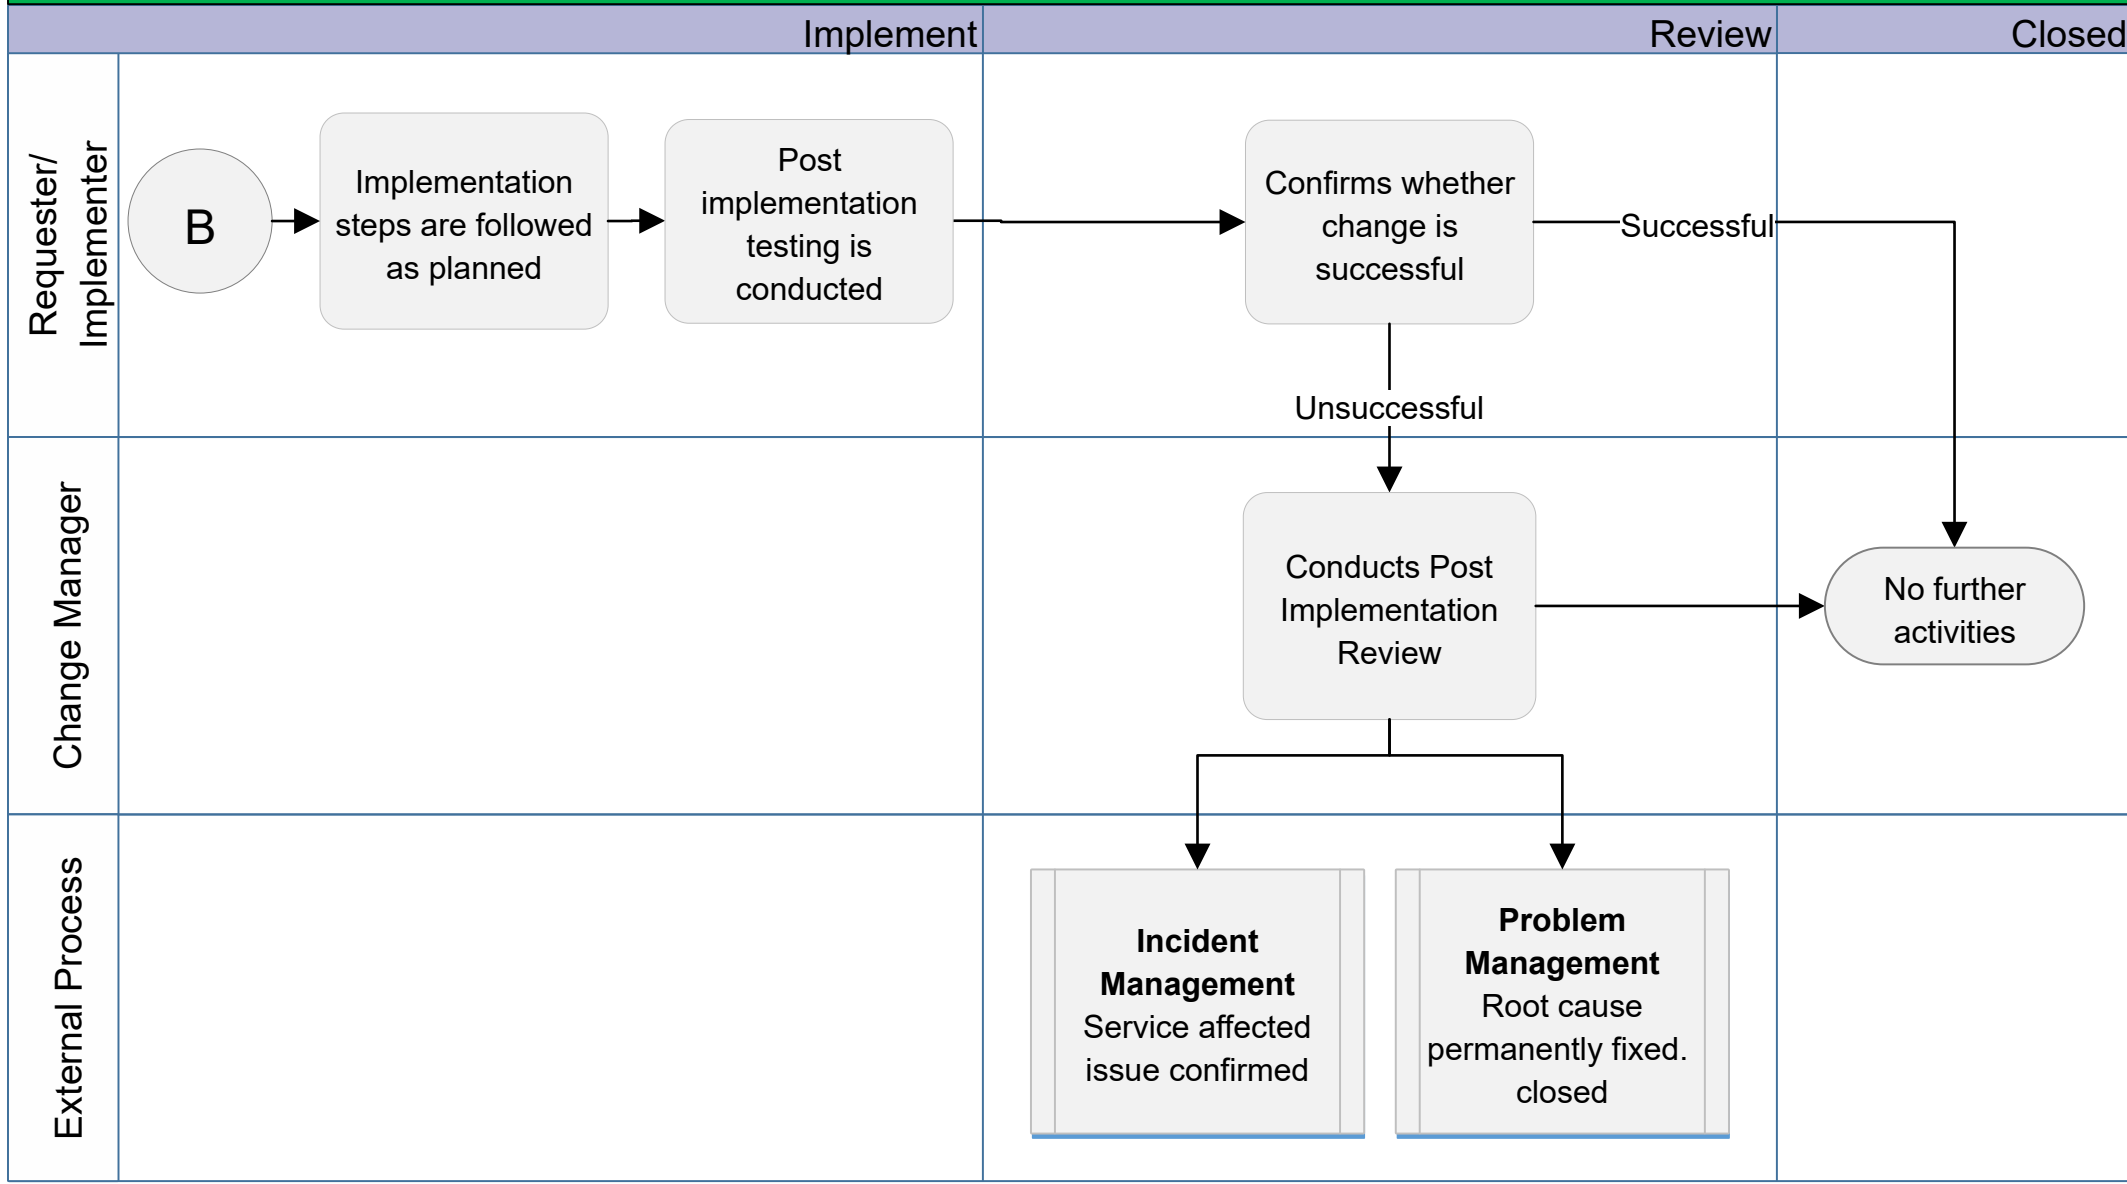 Implement
Review
Closed
Requester/
Implementer
B
Implementation
steps are followed
as planned
Post
implementation
testing is
conducted
Confirms whether
change is
successful
Successful
Unsuccessful
Change Manager
Conducts Post
Implementation
Review
No further
activities
External Process
Incident
Management
Service affected
issue confirmed
Problem
Management
Root cause
permanently fixed.
closed